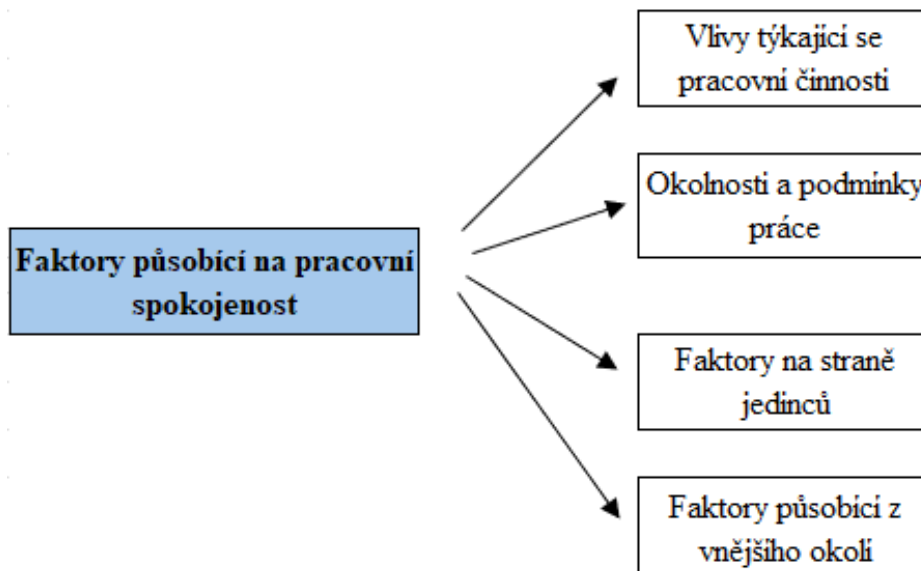 Vlivy týkající se
pracovní činnosti
Okolnosti a podmínky
práce
Faktory působící na pracovní
spokojenost
Faktory na straně
jedinců
Faktory působící z
vnějšího okolí